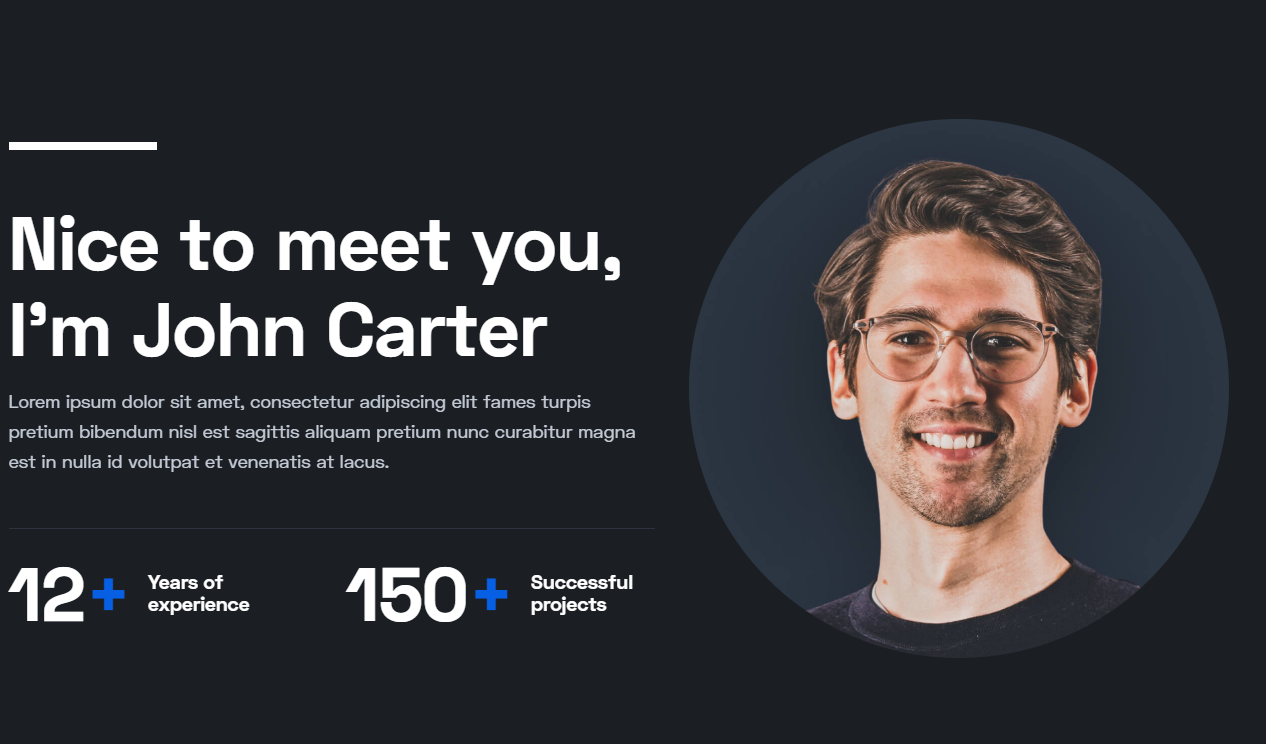 Nice to meet you,
I’m John Carter
Lorem ipsum dolor sit amet, consectetur adipiscing elit fames turpis
pretium bibendum nisl est sagittis aliquam pretium nunc curabitur magna
est in nulla id volutpat et venenatis at lacus.
12+
Years of
experience
150+
Successful
projects